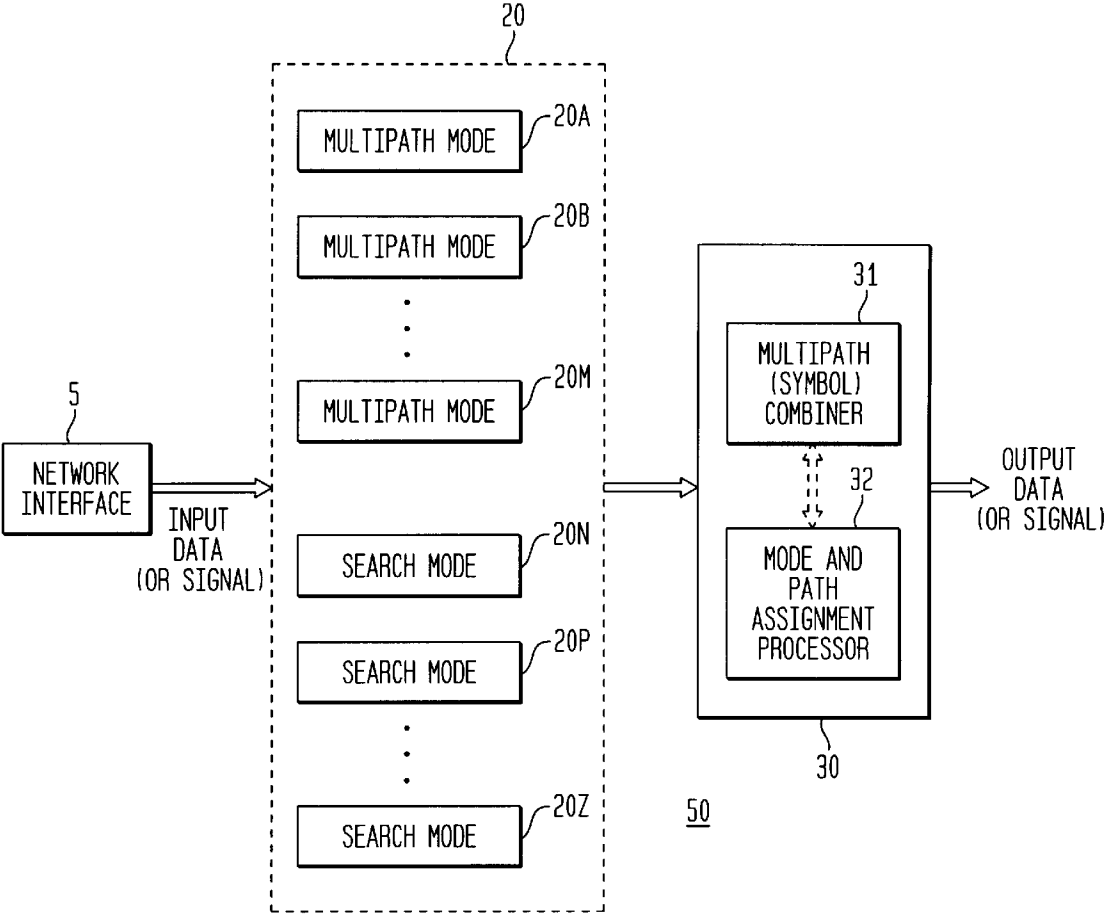 20
MULTIPATH MODE
20A
MULTIPATH MODE
20B
MULTIPATH MODE
20M
5
NETWORK
INTERFACE
INPUT
DATA
(OR SIGNAL)
SEARCH MODE
20N
SEARCH MODE
20P
SEARCH MODE
20Z
31
MULTIPATH
(SYMBOL)
COMBINER
32
MODE AND
PATH
ASSIGNMENT
PROCESSOR
30
OUTPUT
DATA
(OR SIGNAL)
50